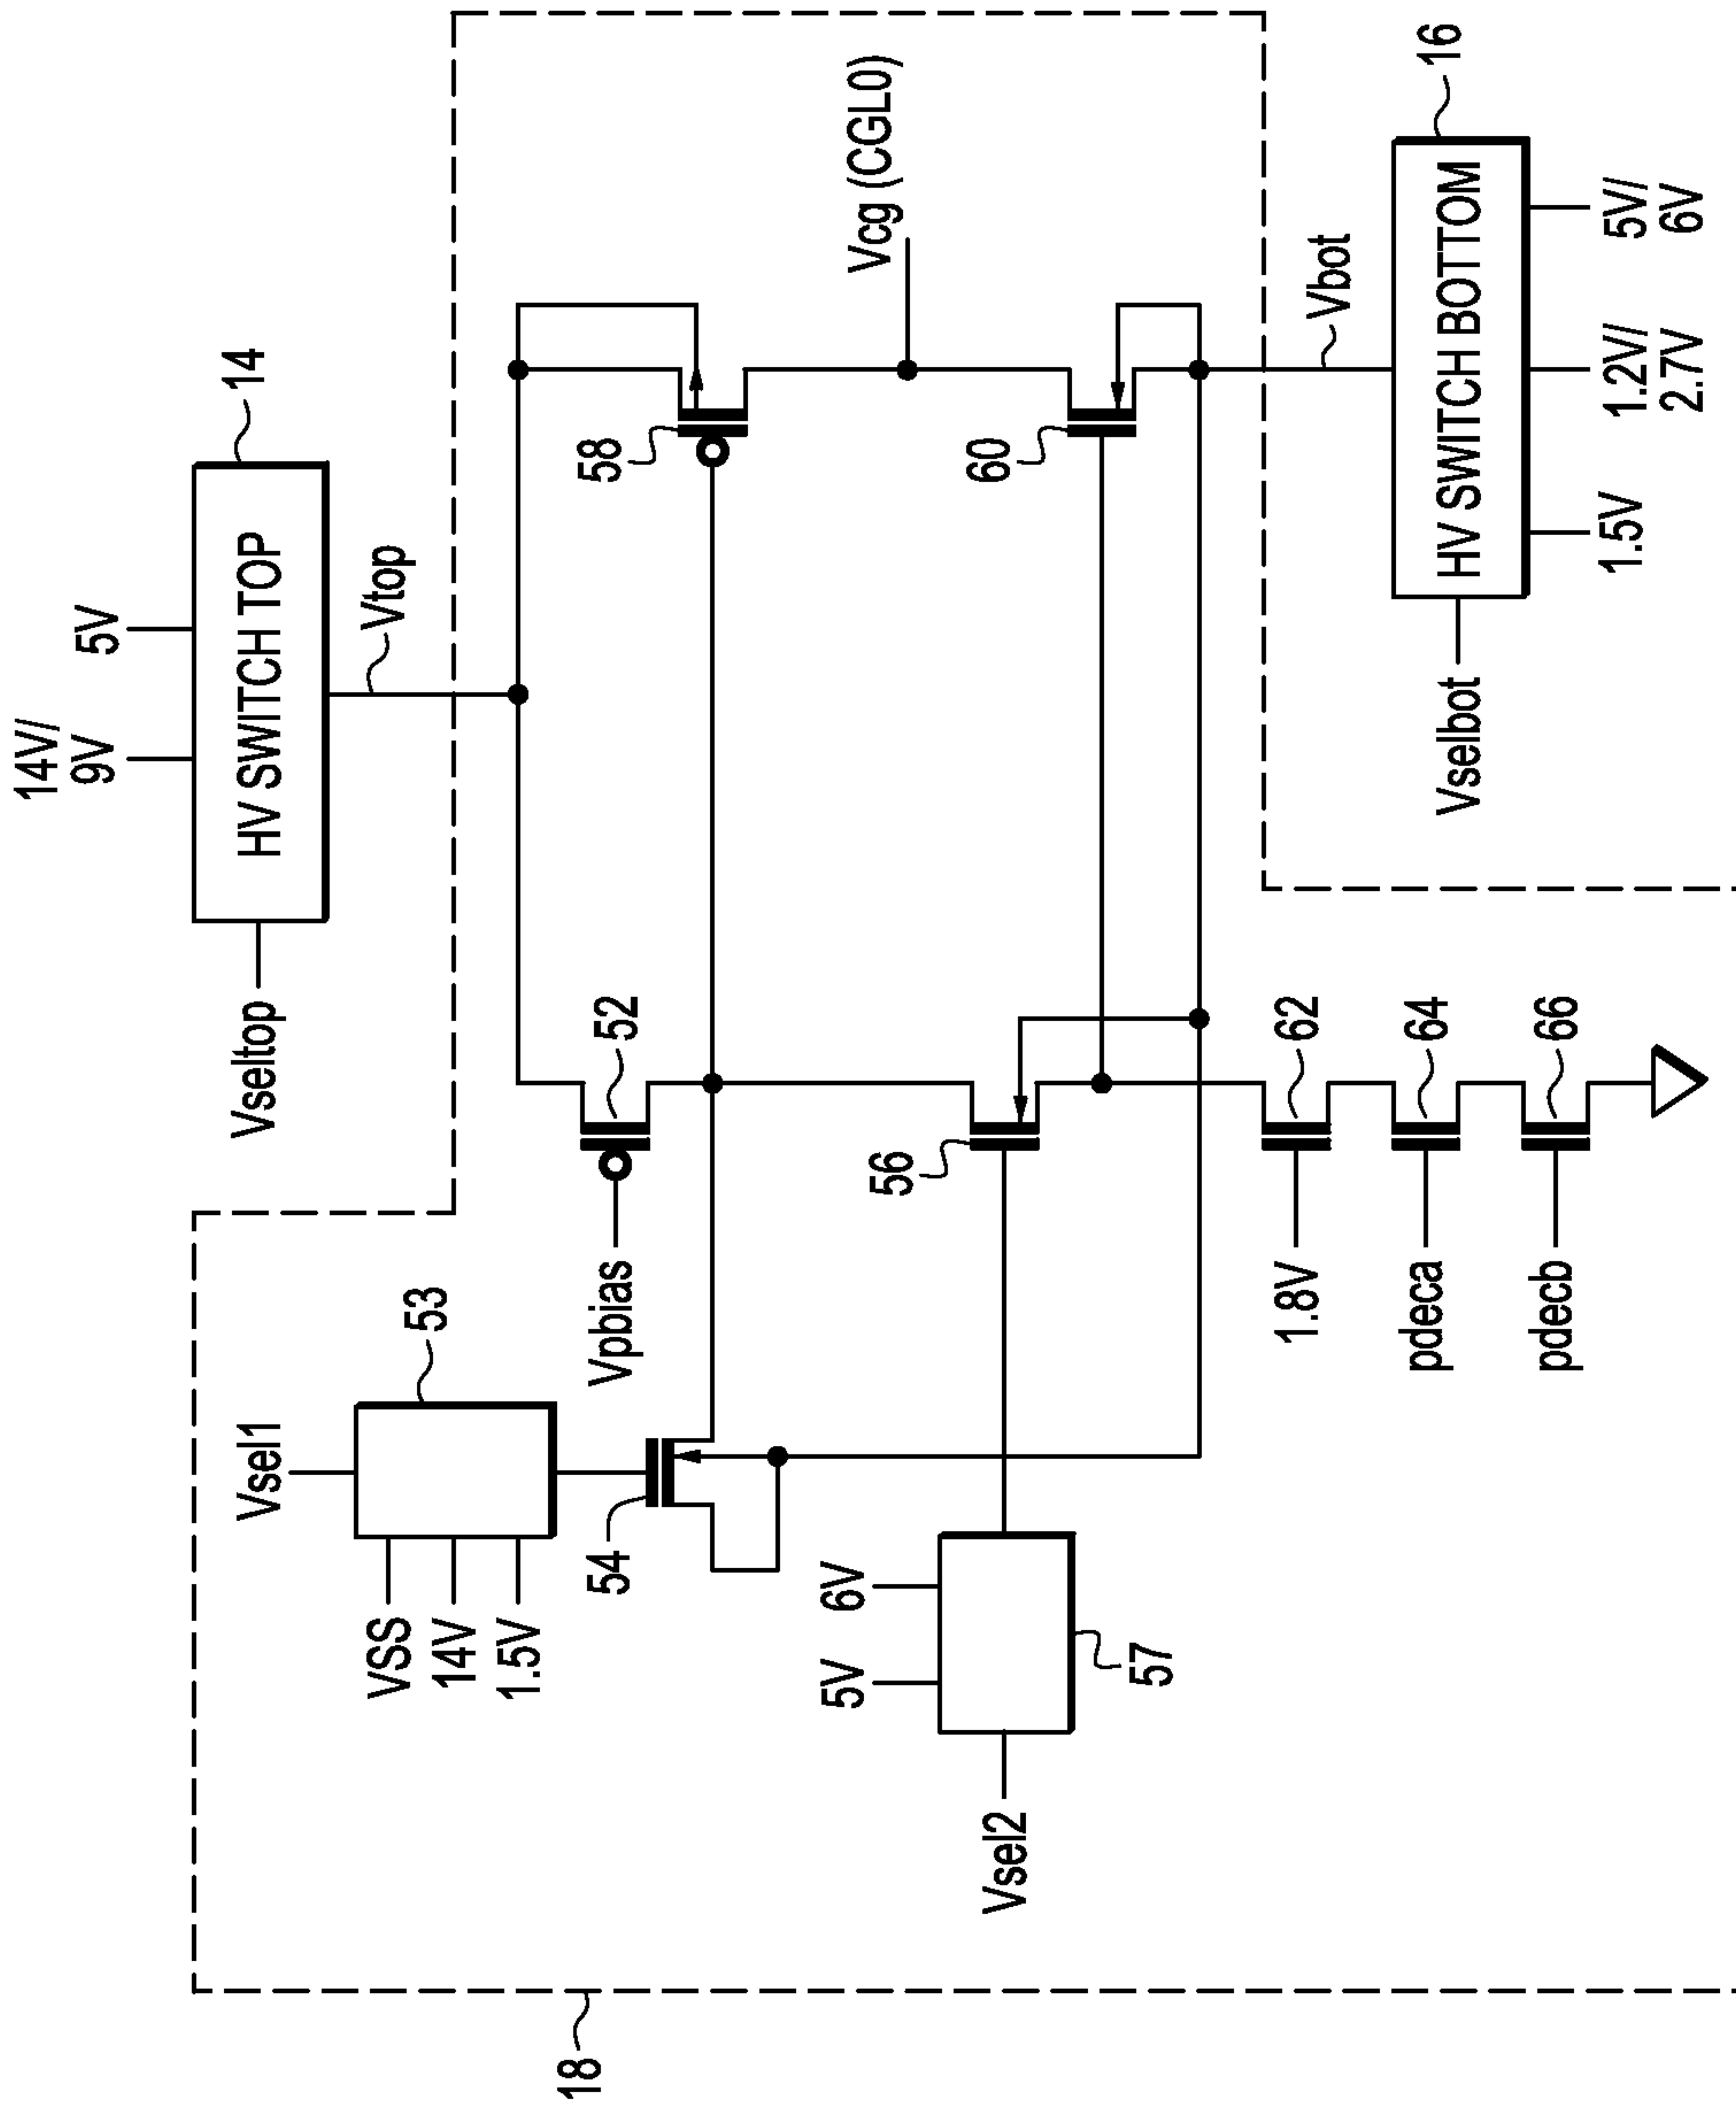 14V//
9V
5V
Vseltop
HV SWITCH TOP
14
Vtop
Vsel1
53
VSS
14V
1.5V
54
Vpbias
52
58
Vcg (CGL0)
5V
6V
57
Vsel2
56
60
18
1.8V
62
pdeca
64
pdecb
66
Vbot
16
HV SWITCH BOTTOM
Vselbot
1.5V
1.2V//
2.7V
5V//
6V